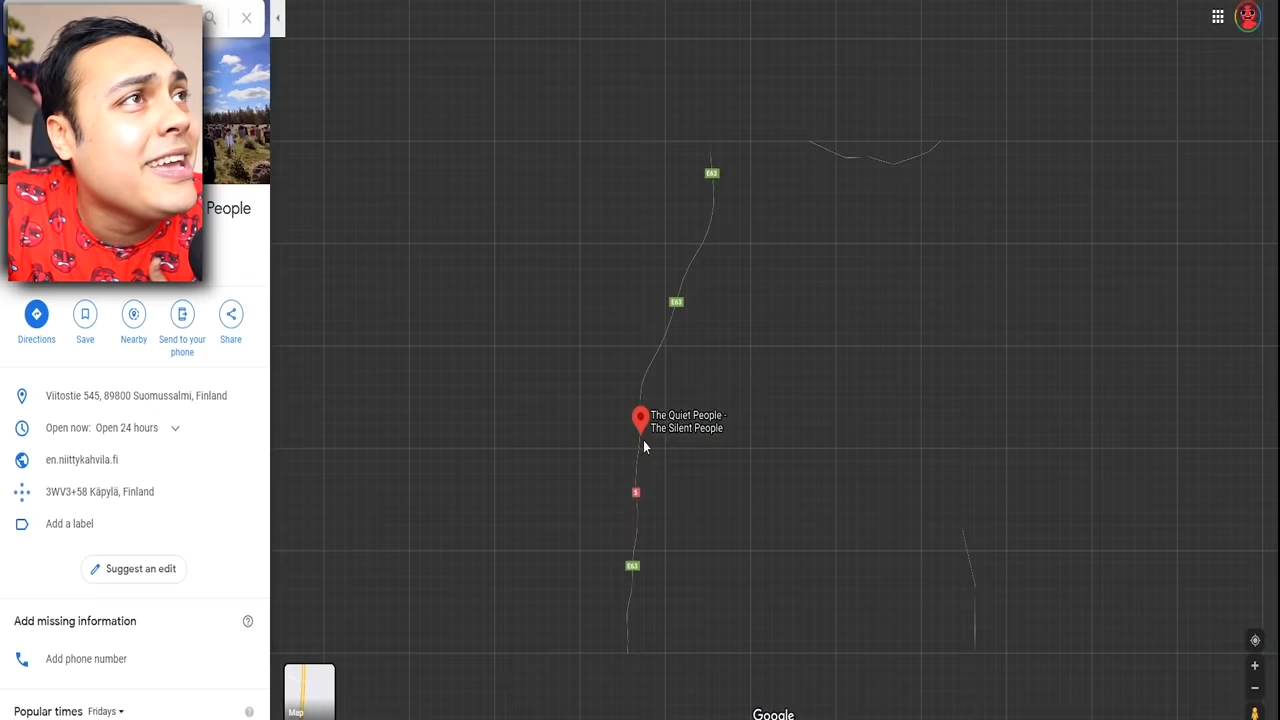 People
Directions
Save
Nearby
Send to your
phone
Share
Viitostie 545, 89800 Suomussalmi, Finland
Open now: Open 24 hours
en.niittykahvila.fi
3WV3+58 Käpylä, Finland
Add a label
Suggest an edit
Add missing information
Add phone number
Popular times Fridays
E63
E63
The Quiet People -
The Silent People
5
E63
Map
Google